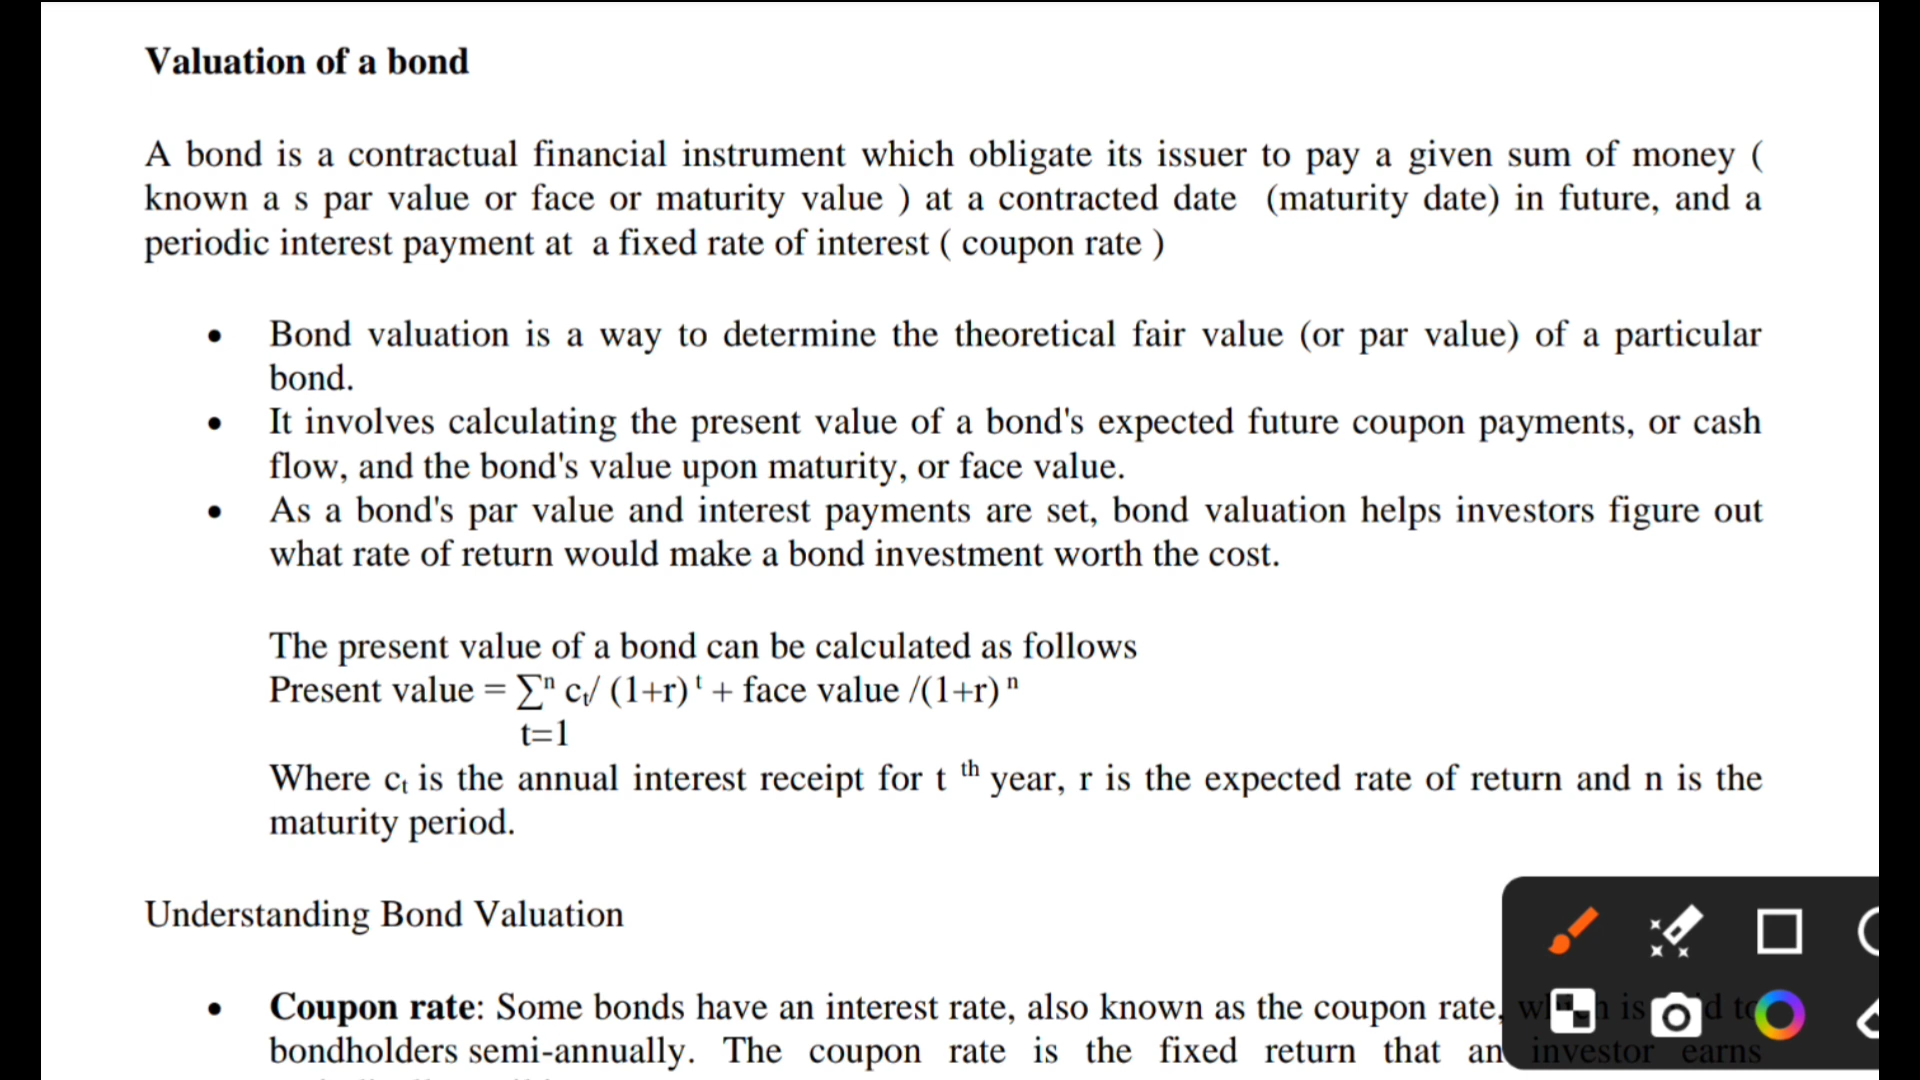 Valuation of a bond
A bond is a contractual financial instrument which obligate its issuer to pay a given sum of money (
known a s par value or face or maturity value ) at a contracted date (maturity date) in future, and a
periodic interest payment at a fixed rate of interest ( coupon rate )
• Bond valuation is a way to determine the theoretical fair value (or par value) of a particular
bond.
• It involves calculating the present value of a bond's expected future coupon payments, or cash
flow, and the bond's value upon maturity, or face value.
• As a bond's par value and interest payments are set, bond valuation helps investors figure out
what rate of return would make a bond investment worth the cost.
The present value of a bond can be calculated as follows
Present value = ∑ⁿ cₜ/ (1+r) ᵗ + face value /(1+r) ⁿ
t=1
Where cₜ is the annual interest receipt for t ᵗʰ year, r is the expected rate of return and n is the
maturity period.
Understanding Bond Valuation
• Coupon rate: Some bonds have an interest rate, also known as the coupon rate, is
bondholders semi-annually. The coupon rate is the fixed return that an investor earns